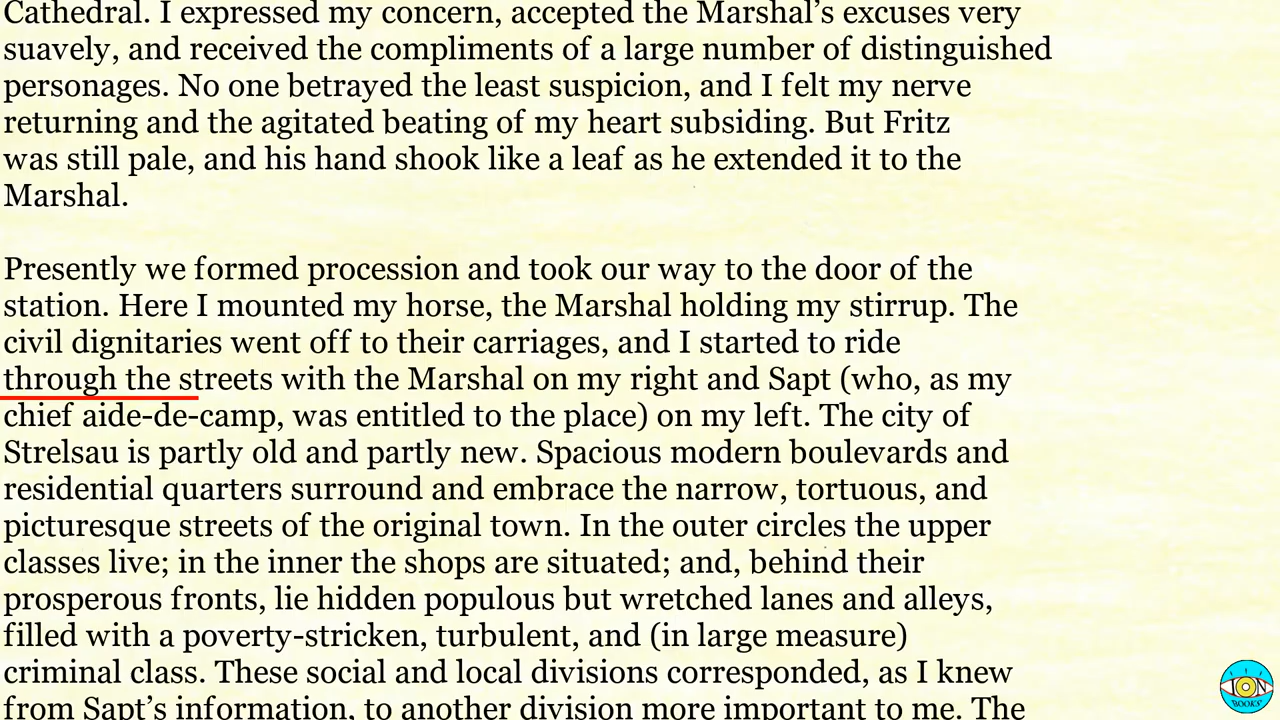 Cathedral. I expressed my concern, accepted the Marshal’s excuses very
suavely, and received the compliments of a large number of distinguished
personages. No one betrayed the least suspicion, and I felt my nerve
returning and the agitated beating of my heart subsiding. But Fritz
was still pale, and his hand shook like a leaf as he extended it to the
Marshal.
Presently we formed procession and took our way to the door of the
station. Here I mounted my horse, the Marshal holding my stirrup. The
civil dignitaries went off to their carriages, and I started to ride
through the streets with the Marshal on my right and Sapt (who, as my
chief aide-de-camp, was entitled to the place) on my left. The city of
Strelsau is partly old and partly new. Spacious modern boulevards and
residential quarters surround and embrace the narrow, tortuous, and
picturesque streets of the original town. In the outer circles the upper
classes live; in the inner the shops are situated; and, behind their
prosperous fronts, lie hidden populous but wretched lanes and alleys,
filled with a poverty-stricken, turbulent, and (in large measure)
criminal class. These social and local divisions corresponded, as I knew
from Sapt’s information, to another division more important to me. The
BOOKS